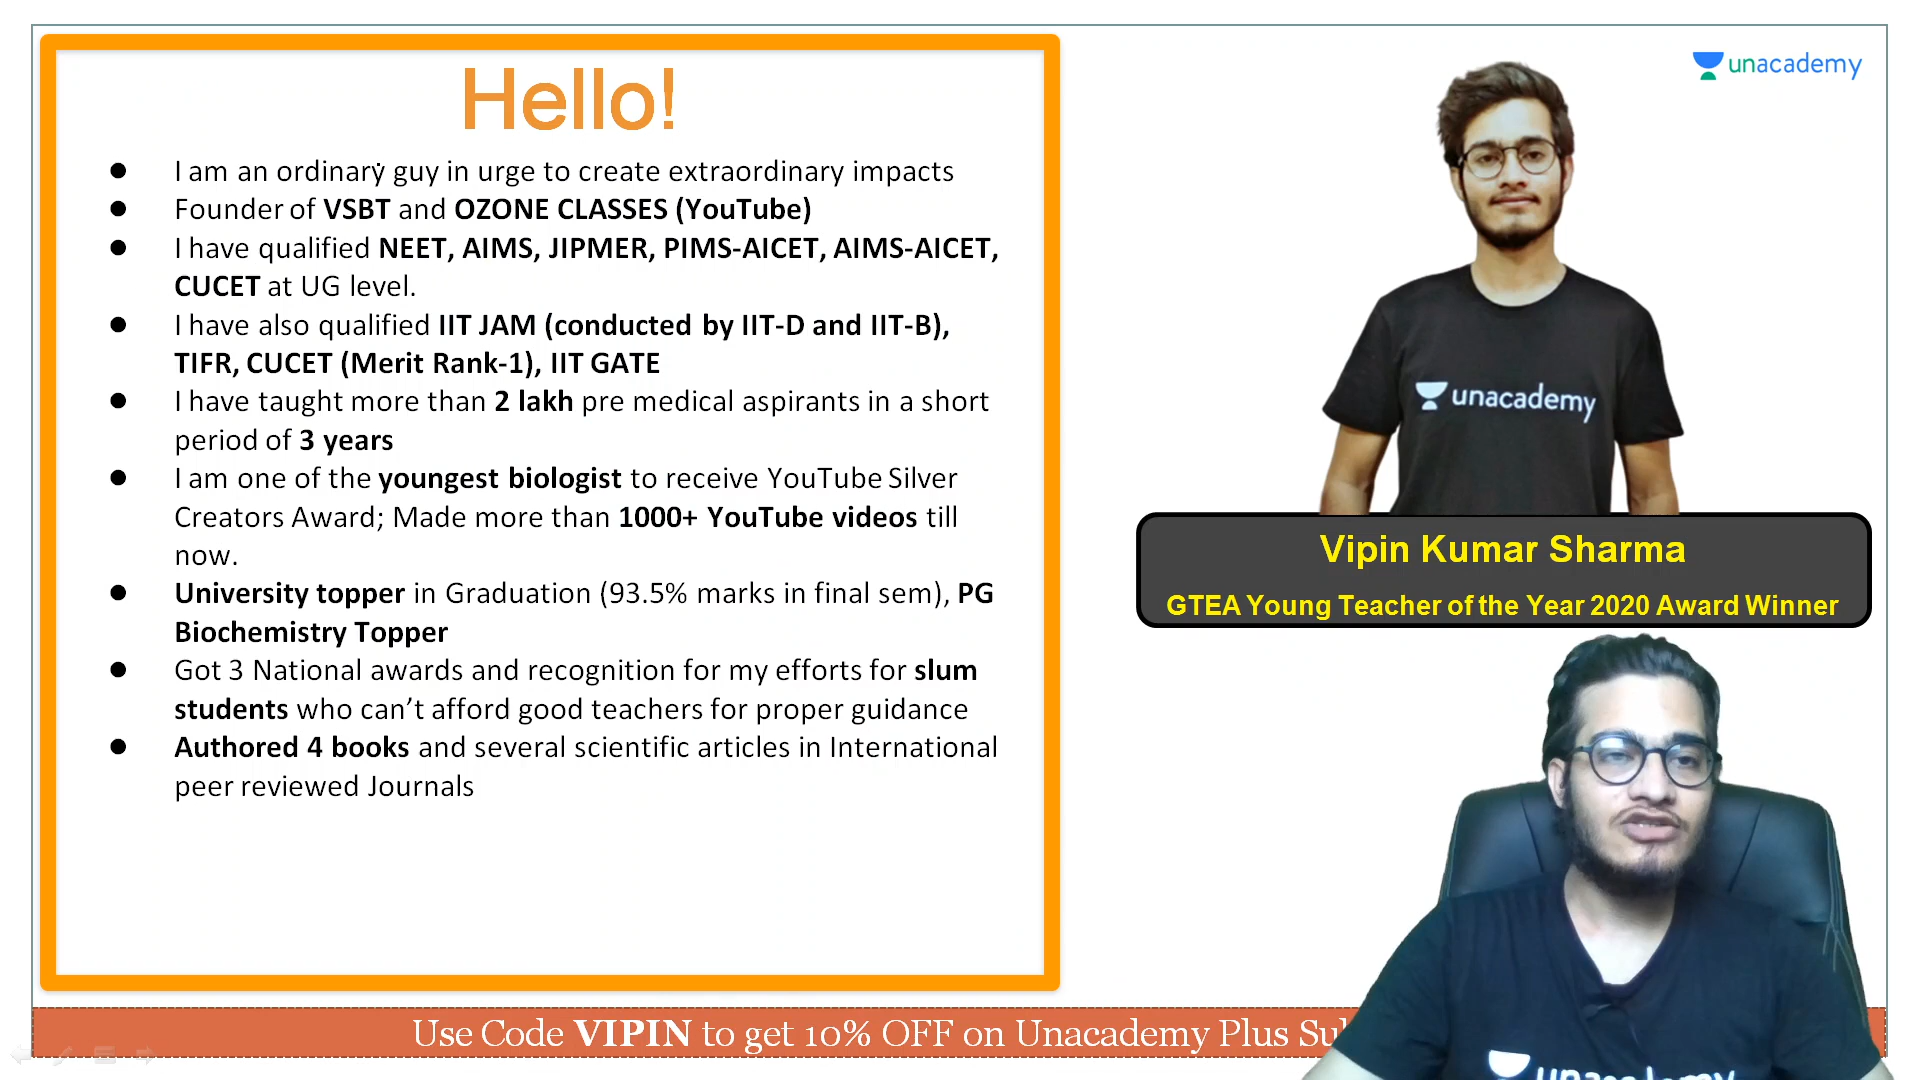 Hello!
I am an ordinary guy in urge to create extraordinary impacts
Founder of VSBT and OZONE CLASSES (YouTube)
I have qualified NEET, AIMS, JIPMER, PIMS-AICET, AIMS-AICET,
CUCET at UG level.
I have also qualified IIT JAM (conducted by IIT-D and IIT-B),
TIFR, CUCET (Merit Rank-1), IIT GATE
I have taught more than 2 lakh pre medical aspirants in a short
period of 3 years
I am one of the youngest biologist to receive YouTube Silver
Creators Award; Made more than 1000+ YouTube videos till
now.
University topper in Graduation (93.5% marks in final sem), PG
Biochemistry Topper
Got 3 National awards and recognition for my efforts for slum
students who can't afford good teachers for proper guidance
Authored 4 books and several scientific articles in International
peer reviewed Journals
unacademy
unacademy
Vipin Kumar Sharma
GTEA Young Teacher of the Year 2020 Award Winner
Use Code VIPIN to get 10% OFF on Unacademy Plus
unacademy